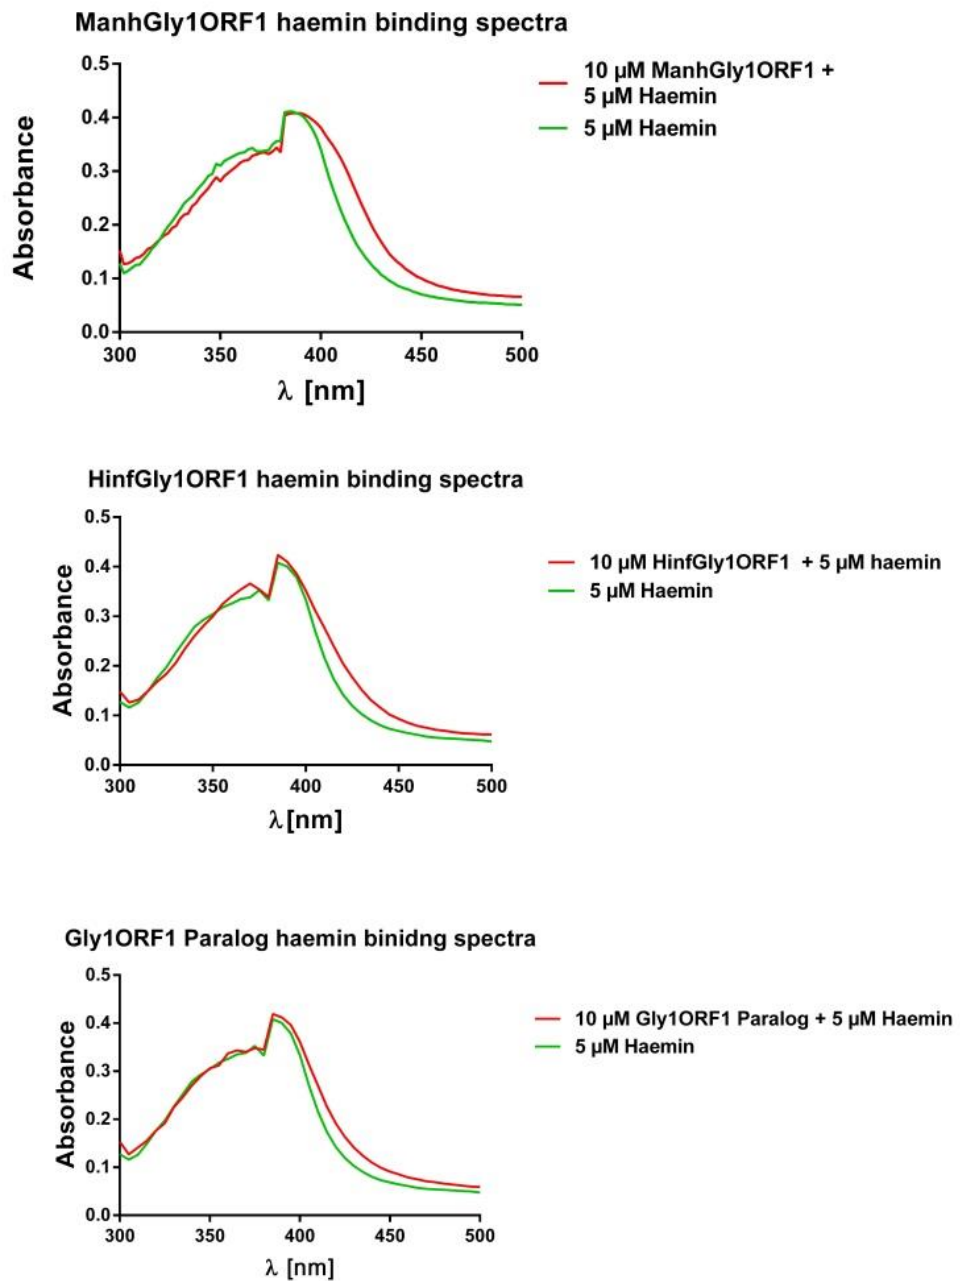 ManhGly1ORF1 haemin binding spectra
0.5
0.4
0.3
0.2
0.1
0.0
Absorbance
300 350 400 450 500
λ [nm]
10 µM ManhGly1ORF1 +
5 µM Haemin
5 µM Haemin
HinfGly1ORF1 haemin binding spectra
0.5
0.4
0.3
0.2
0.1
0.0
Absorbance
300 350 400 450 500
λ [nm]
10 µM HinfGly1ORF1 + 5 µM haemin
5 µM Haemin
Gly1ORF1 Paralog haemin binidng spectra
0.5
0.4
0.3
0.2
0.1
0.0
Absorbance
300 350 400 450 500
λ [nm]
10 µM Gly1ORF1 Paralog + 5 µM Haemin
5 µM Haemin